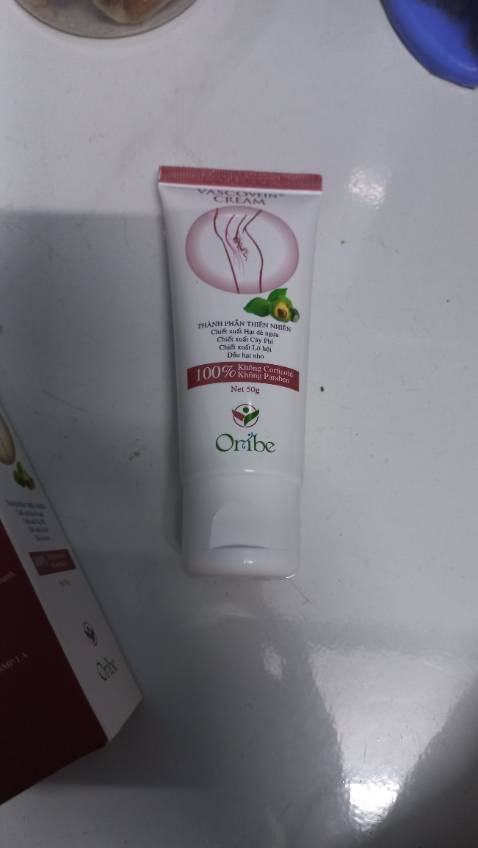 VASCOVEIN®
CREAM
THÀNH PHẦN THIÊN NHIÊN
Chiết xuất Hạt dẻ ngựa
Chiết xuất Cây Phỉ
Chiết xuất Lô hội
Dầu hạt nho
100% Không Corticoid
Không Paraben
Net 50g
Oribe
Oribe